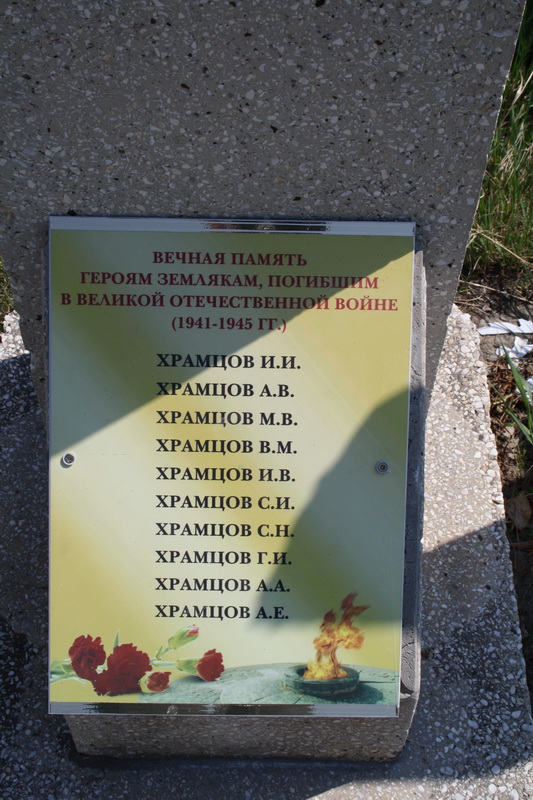 ВЕЧНАЯ ПАМЯТЬ
ГЕРОЯМ ЗЕМЛЯКАМ, ПОГИБШИМ
В ВЕЛИКОЙ ОТЕЧЕСТВЕННОЙ ВОЙНЕ
(1941-1945 ГГ.)
ХРАМЦОВ И.И.
ХРАМЦОВ А.В.
ХРАМЦОВ М.В.
ХРАМЦОВ В.М.
ХРАМЦОВ И.В.
ХРАМЦОВ С.И.
ХРАМЦОВ С.Н.
ХРАМЦОВ Г.И.
ХРАМЦОВ А.А.
ХРАМЦОВ А.Е.